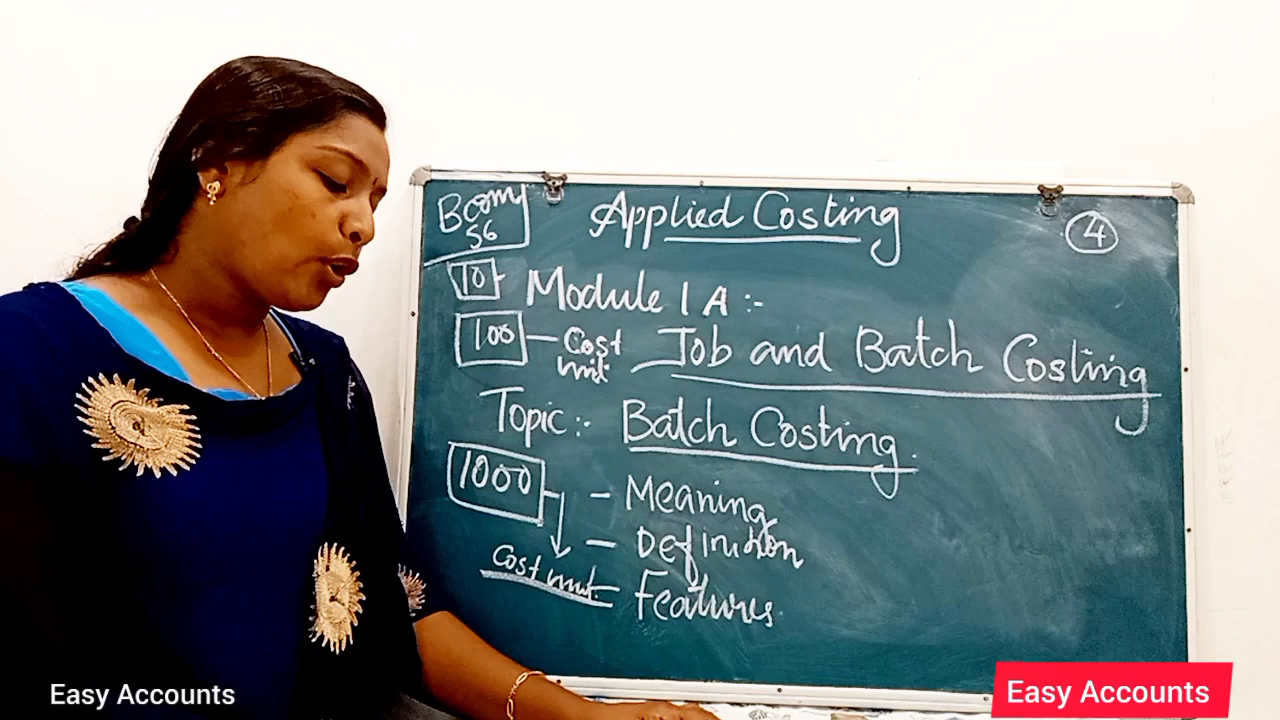 Bcom
S6
Applied Costing
4
10
Module 1 A :-
100 - Cost unit
Job and Batch Costing
Topic :- Batch Costing.
1000
- Meaning
- Definition
cost unit
- Features
Easy Accounts
Easy Accounts